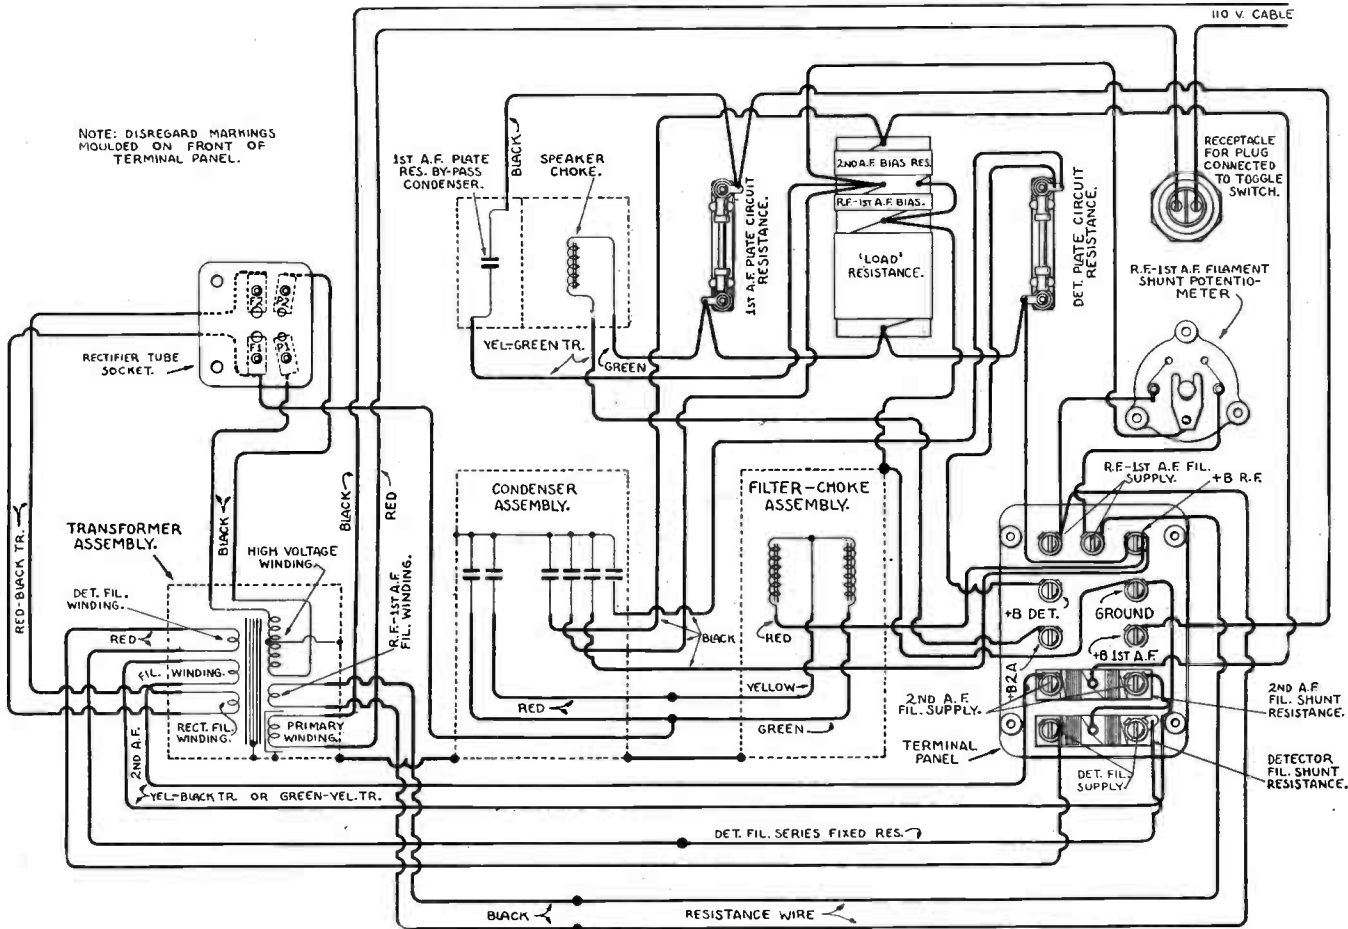 110 V. CABLE
NOTE: DISREGARD MARKINGS
MOULDED ON FRONT OF
TERMINAL PANEL.
BLACK
1ST A.F. PLATE
RES. BY-PASS
CONDENSER.
SPEAKER
CHOKE.
1ST A.F. PLATE CIRCUIT
RESISTANCE.
2ND A.F. BIAS RES.
R.F.-1ST A.F. BIAS.
'LOAD'
RESISTANCE.
DET. PLATE CIRCUIT
RESISTANCE.
RECEPTACLE
FOR PLUG
CONNECTED
TO TOGGLE
SWITCH.
R.F.-1ST A.F. FILAMENT
SHUNT POTENTIO-
METER
F2
P2
F1
P1
RECTIFIER TUBE
SOCKET.
YEL-GREEN TR.
GREEN
RED-BLACK TR.
BLACK
BLACK
RED
TRANSFORMER
ASSEMBLY.
HIGH VOLTAGE
WINDING.
DET. FIL.
WINDING.
R.F.-1ST A.F.
FIL. WINDING.
RED
FIL. WINDING.
RECT. FIL.
WINDING.
PRIMARY
WINDING.
2ND A.F.
YEL-BLACK TR. OR GREEN-YEL. TR.
CONDENSER
ASSEMBLY.
BLACK
RED
FILTER-CHOKE
ASSEMBLY.
RED
YELLOW
GREEN
R.F.-1ST A.F. FIL.
SUPPLY.
+B R.F.
+B DET.
GROUND
+B 1ST A.F.
+B 2 A
2ND A.F.
FIL. SUPPLY.
2ND A.F.
FIL. SHUNT
RESISTANCE.
TERMINAL
PANEL
DET. FIL.
SUPPLY.
DETECTOR
FIL. SHUNT
RESISTANCE.
DET. FIL. SERIES FIXED RES.
BLACK
RESISTANCE WIRE